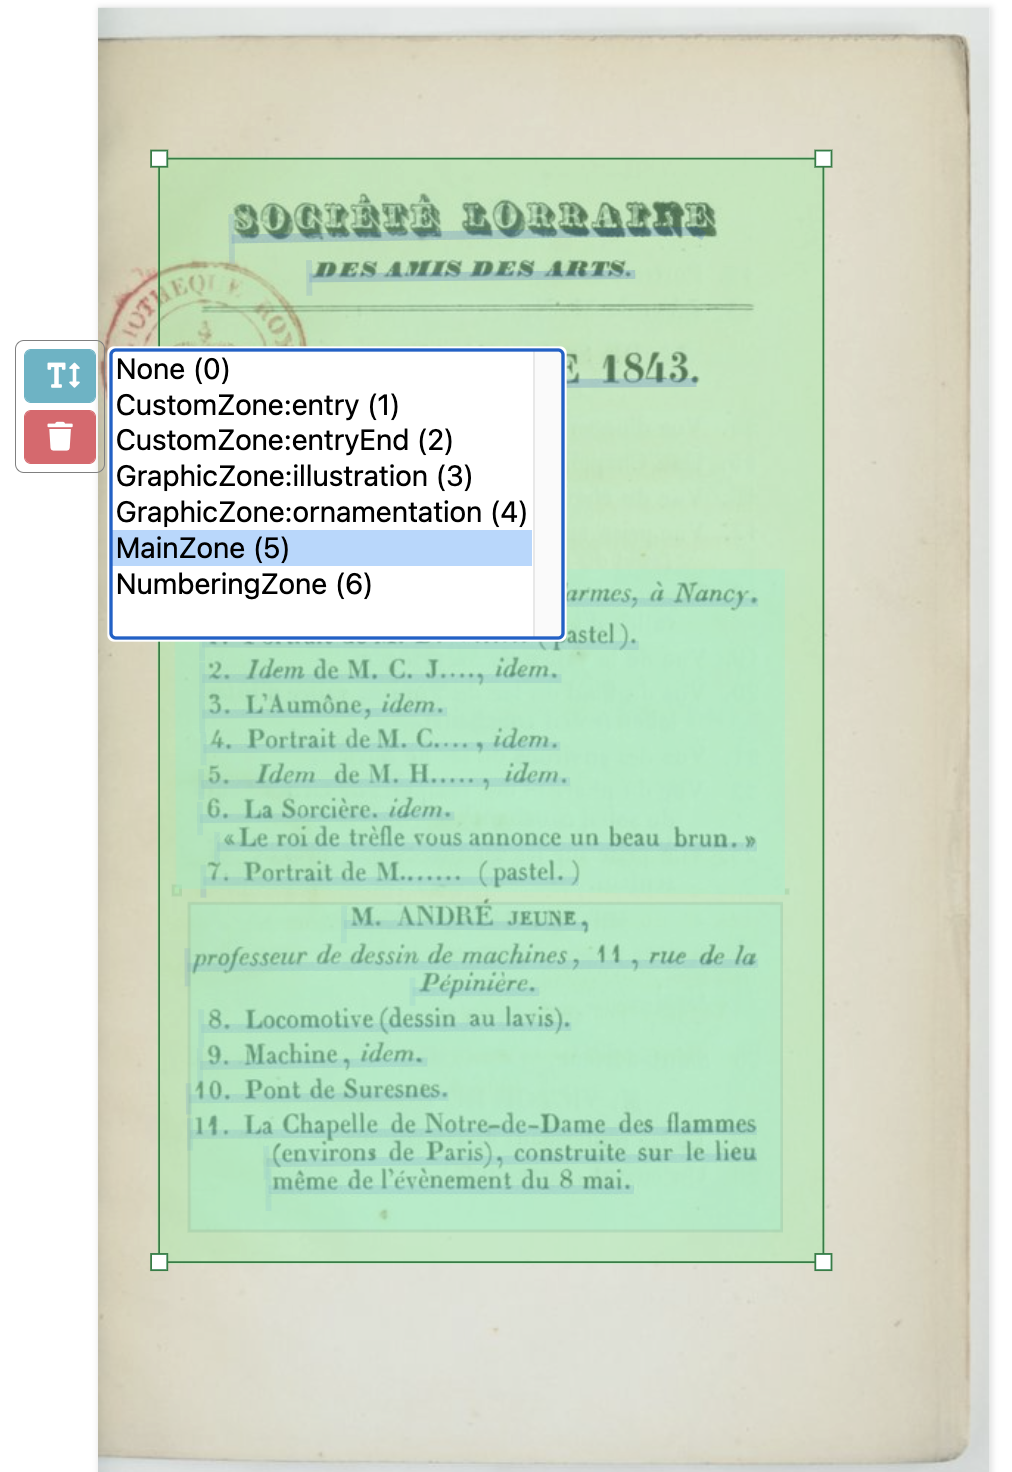 SOCIÉTÉ LORRAINE
DES AMIS DES ARTS.
1843.
None (0)
CustomZone:entry (1)
CustomZone:entryEnd (2)
GraphicZone:illustration (3)
GraphicZone:ornamentation (4)
MainZone (5)
NumberingZone (6)
armes, à Nancy.
(pastel).
2. Idem de M. C. J...., idem.
3. L'Aumône, idem.
4. Portrait de M. C...., idem.
5. Idem de M. H....., idem.
6. La Sorcière. idem.
«Le roi de trèfle vous annonce un beau brun.»
7. Portrait de M....... (pastel.)
M. ANDRÉ JEUNE,
professeur de dessin de machines, 11, rue de la
Pépinière.
8. Locomotive (dessin au lavis).
9. Machine, idem.
10. Pont de Suresnes.
11. La Chapelle de Notre-de-Dame des flammes
(environs de Paris), construite sur le lieu
même de l'évènement du 8 mai.